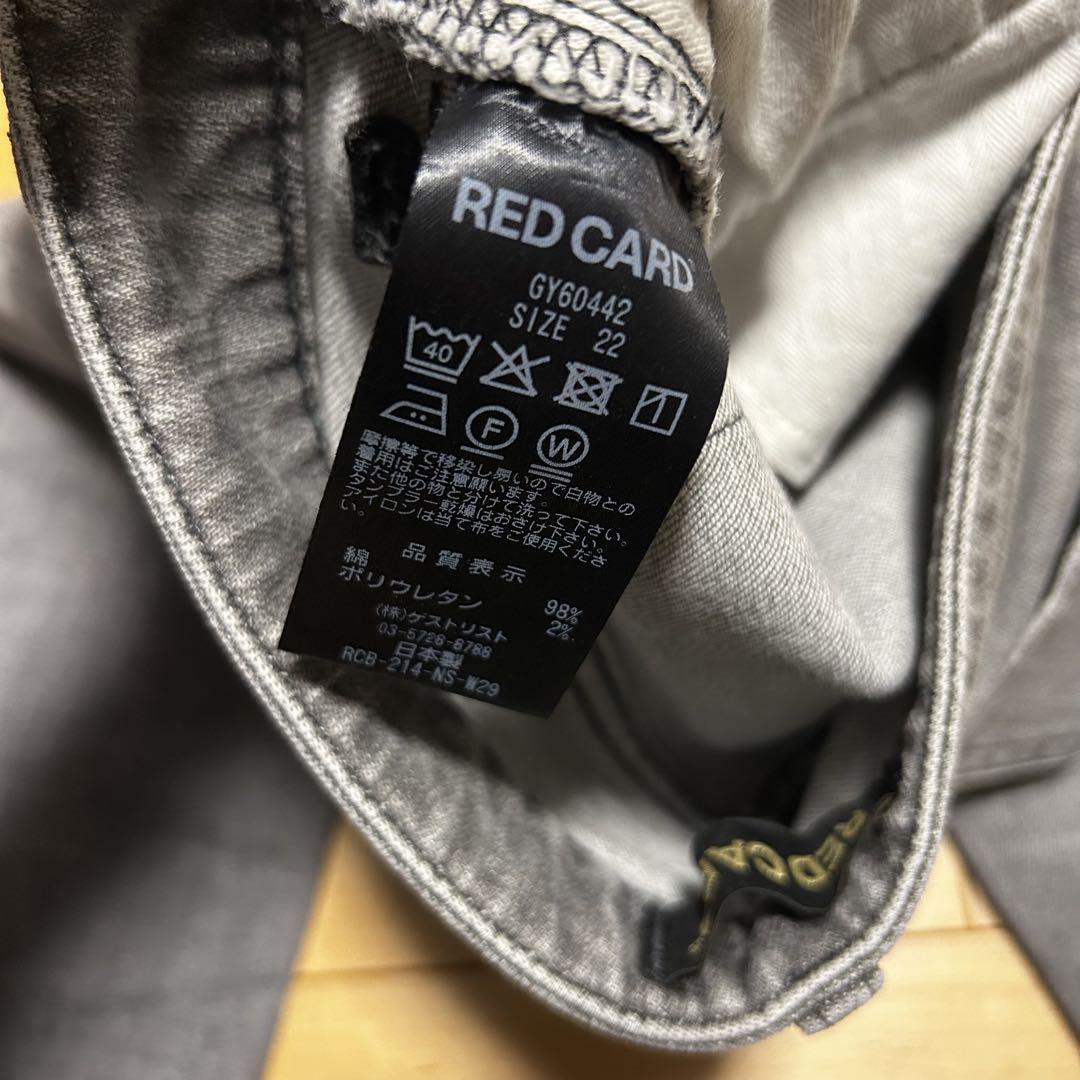 RED CARD
GY60442
SIZE 22
40
F W
摩擦等で移染し易いので白物との
着用はご注意願います。
また他の物と分けて洗って下さい。
タンブラー乾燥はおさけ下さい。
アイロンは当て布をご使用くださ
い。
品質表示
綿 98%
ポリウレタン 2%
(株)ゲストリスト
03-5728-8788
日本製
RCB-214-NS-W29
RED CA